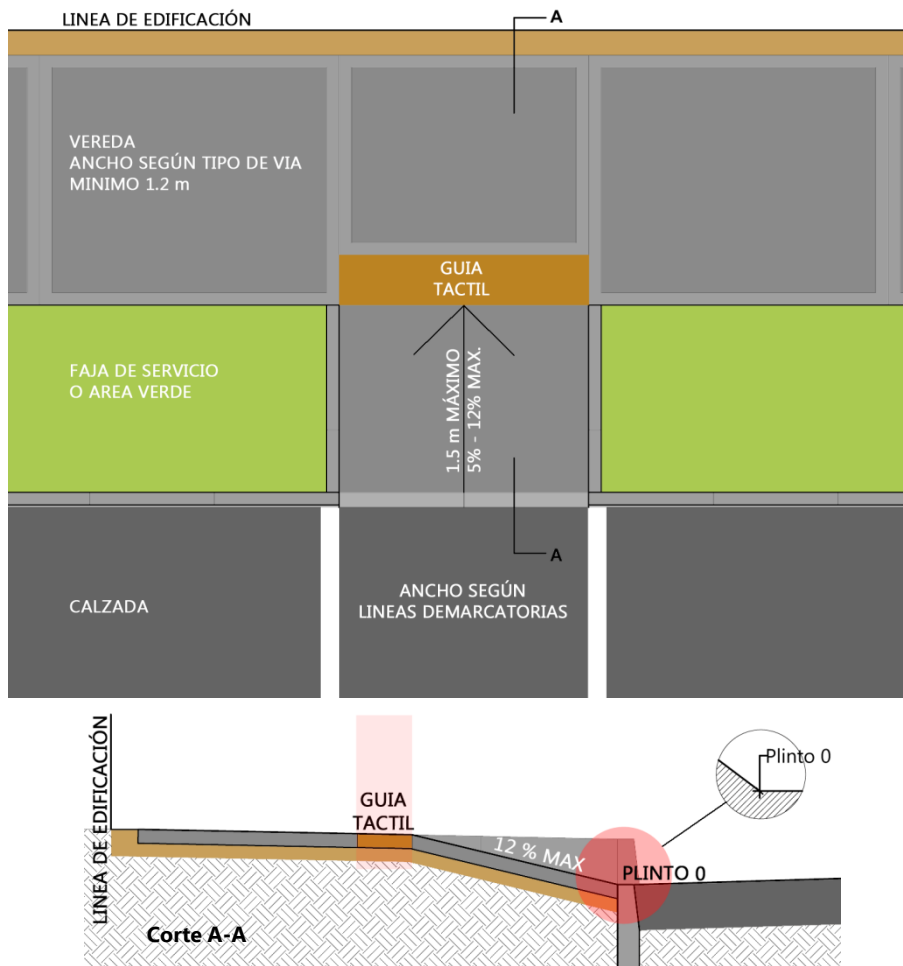 LINEA DE EDIFICACIÓN
A
VEREDA
ANCHO SEGÚN TIPO DE VIA
MINIMO 1.2 m
GUIA
TACTIL
FAJA DE SERVICIO
O AREA VERDE
1.5 m MÁXIMO
5% - 12% MAX.
A
CALZADA
ANCHO SEGÚN
LINEAS DEMARCATORIAS
LINEA DE EDIFICACIÓN
Plinto 0
GUIA
TACTIL
12 % MAX
PLINTO 0
Corte A-A